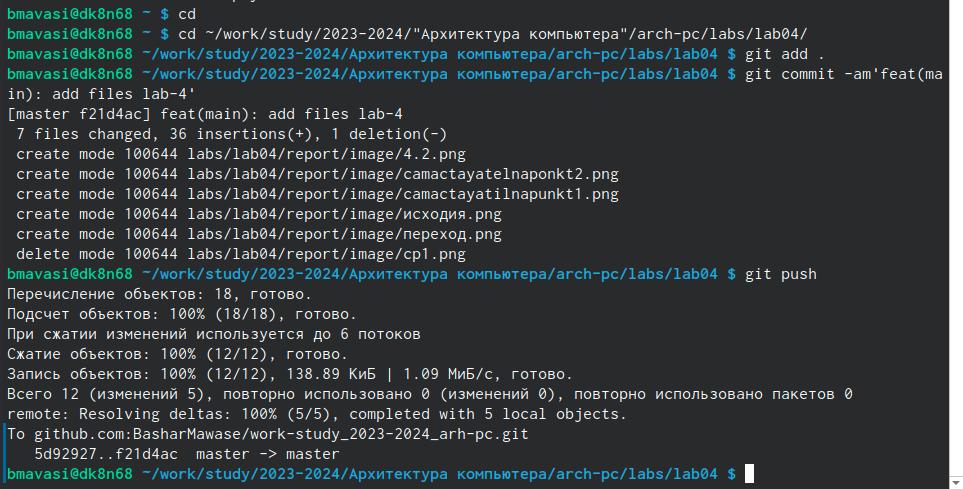 bmavasi@dk8n68 ~ $ cd
bmavasi@dk8n68 ~ $ cd ~/work/study/2023-2024/"Архитектура компьютера"/arch-pc/labs/lab04/
bmavasi@dk8n68 ~/work/study/2023-2024/Архитектура компьютера/arch-pc/labs/lab04 $ git add .
bmavasi@dk8n68 ~/work/study/2023-2024/Архитектура компьютера/arch-pc/labs/lab04 $ git commit -am'feat(ma
in): add files lab-4'
[master f21d4ac] feat(main): add files lab-4
 7 files changed, 36 insertions(+), 1 deletion(-)
 create mode 100644 labs/lab04/report/image/4.2.png
 create mode 100644 labs/lab04/report/image/camactayatelnaponkt2.png
 create mode 100644 labs/lab04/report/image/camactayatilnapunkt1.png
 create mode 100644 labs/lab04/report/image/исходия.png
 create mode 100644 labs/lab04/report/image/переход.png
 delete mode 100644 labs/lab04/report/image/ср1.png
bmavasi@dk8n68 ~/work/study/2023-2024/Архитектура компьютера/arch-pc/labs/lab04 $ git push
Перечисление объектов: 18, готово.
Подсчет объектов: 100% (18/18), готово.
При сжатии изменений используется до 6 потоков
Сжатие объектов: 100% (12/12), готово.
Запись объектов: 100% (12/12), 138.89 КиБ | 1.09 МиБ/с, готово.
Всего 12 (изменений 5), повторно использовано 0 (изменений 0), повторно использовано пакетов 0
remote: Resolving deltas: 100% (5/5), completed with 5 local objects.
To github.com:BasharMawase/work-study_2023-2024_arh-pc.git
   5d92927..f21d4ac  master -> master
bmavasi@dk8n68 ~/work/study/2023-2024/Архитектура компьютера/arch-pc/labs/lab04 $